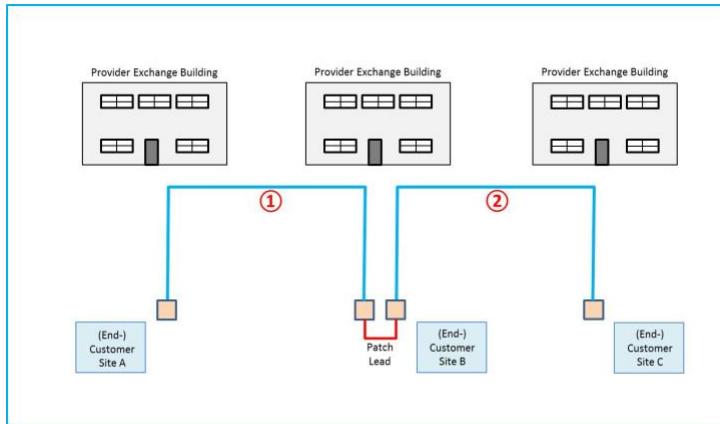 Provider Exchange Building
Provider Exchange Building
Provider Exchange Building
①
②
(End-)
Customer
Site A
Patch
Lead
(End-)
Customer
Site B
(End-)
Customer
Site C